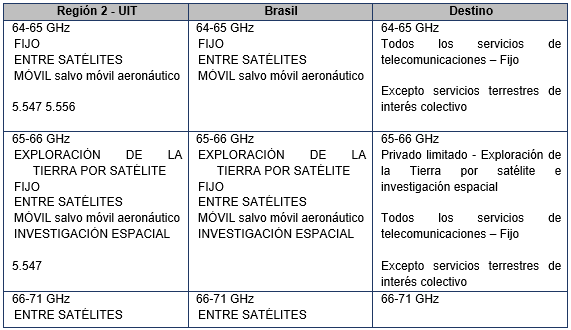 Región 2 - UIT
Brasil
Destino
64-65 GHz
FIJO
ENTRE SATÉLITES
MÓVIL salvo móvil aeronáutico
5.547 5.556
64-65 GHz
FIJO
ENTRE SATÉLITES
MÓVIL salvo móvil aeronáutico
64-65 GHz
Todos los servicios de
telecomunicaciones – Fijo
Excepto servicios terrestres de
interés colectivo
65-66 GHz
EXPLORACIÓN DE LA
TIERRA POR SATÉLITE
FIJO
ENTRE SATÉLITES
MÓVIL salvo móvil aeronáutico
INVESTIGACIÓN ESPACIAL
5.547
65-66 GHz
EXPLORACIÓN DE LA
TIERRA POR SATÉLITE
FIJO
ENTRE SATÉLITES
MÓVIL salvo móvil aeronáutico
INVESTIGACIÓN ESPACIAL
65-66 GHz
Privado limitado - Exploración de
la Tierra por satélite e
investigación espacial
Todos los servicios de
telecomunicaciones – Fijo
Excepto servicios terrestres de
interés colectivo
66-71 GHz
ENTRE SATÉLITES
66-71 GHz
ENTRE SATÉLITES
66-71 GHz